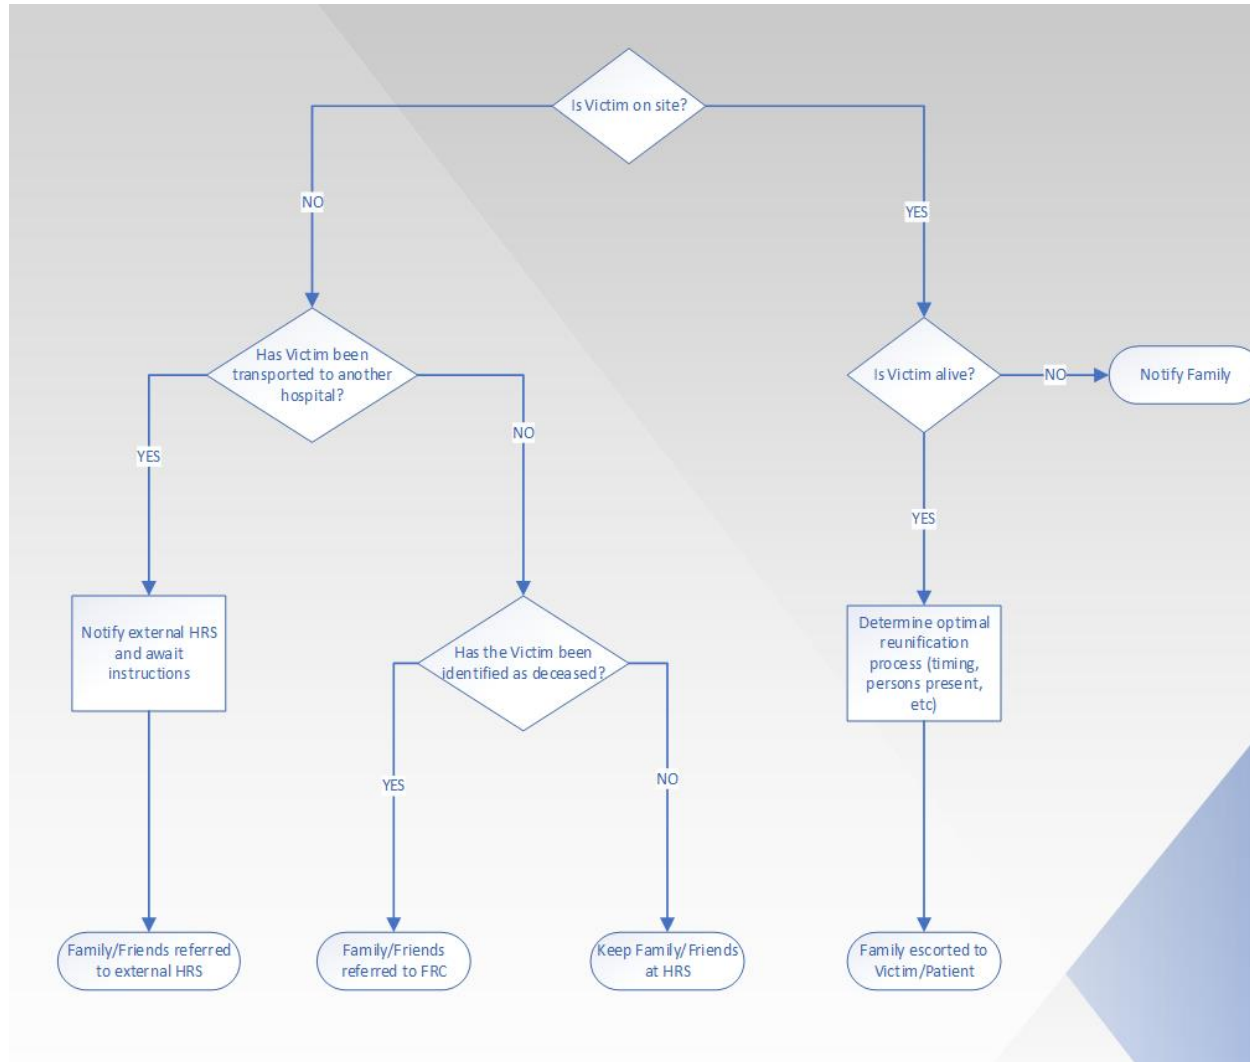 Is Victim on site?
NO
YES
Has Victim been
transported to another
hospital?
Is Victim alive?
NO
Notify Family
YES
NO
YES
Notify external HRS
and await
instructions
Has the Victim been
identified as deceased?
Determine optimal
reunification
process (timing,
persons present,
etc)
YES
NO
Family/Friends referred
to external HRS
Family/Friends
referred to FRC
Keep Family/Friends
at HRS
Family escorted to
Victim/Patient